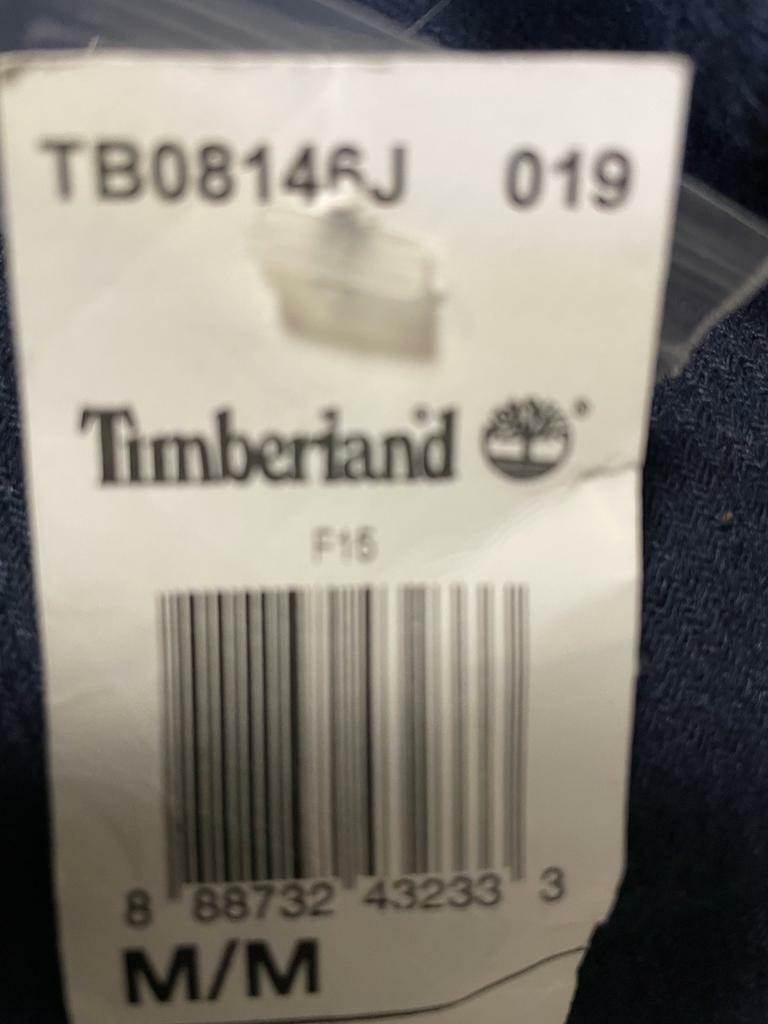 TB08146J 019
Timberland
F15
8 88732 43233 3
M/M